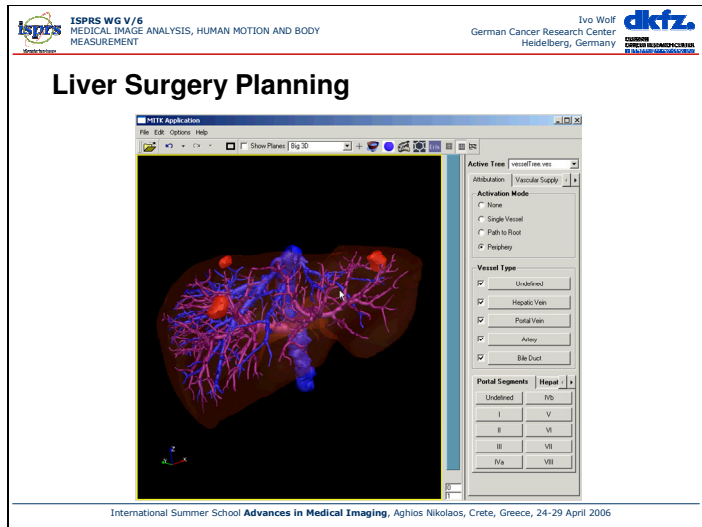 isprs
ISPRS WG V/6
MEDICAL IMAGE ANALYSIS, HUMAN MOTION AND BODY
MEASUREMENT
Ivo Wolf
German Cancer Research Center
Heidelberg, Germany
dkfz.
Liver Surgery Planning
MITK Application
File Edit Options Help
Show Planes Big 3D
Active Tree vesselTree.ves
Attributation Vascular Supply
Activation Mode
None
Single Vessel
Path to Root
Periphery
Vessel Type
Undefined
Hepatic Vein
Portal Vein
Artery
Bile Duct
Portal Segments Hepat
Undefined IVb
I V
II VI
III VII
IVa VIII
z
y x
0
1
International Summer School Advances in Medical Imaging, Aghios Nikolaos, Crete, Greece, 24-29 April 2006